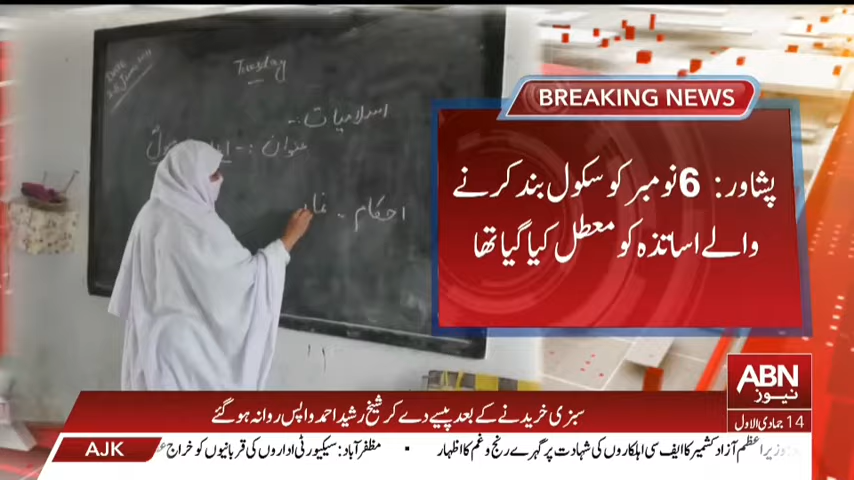 Tuesday
اسلامیات :-
عنوان :-
احکام
BREAKING NEWS
پشاور: 6 نومبر کو سکول بند کرنے
والے اساتذہ کو معطل کیا گیا تھا
ABN
نیوز
14 جمادی الاول
سبزی خریدنے کے بعد پیسے دے کر شیخ رشید احمد واپس روانہ ہو گئے
AJK
وزیراعظم آزاد کشمیر کا ایف سی اہلکاروں کی شہادت پر گہرے رنج و غم کا اظہار • مظفرآباد: سیکیورٹی اداروں کی قربانیوں کو خراج